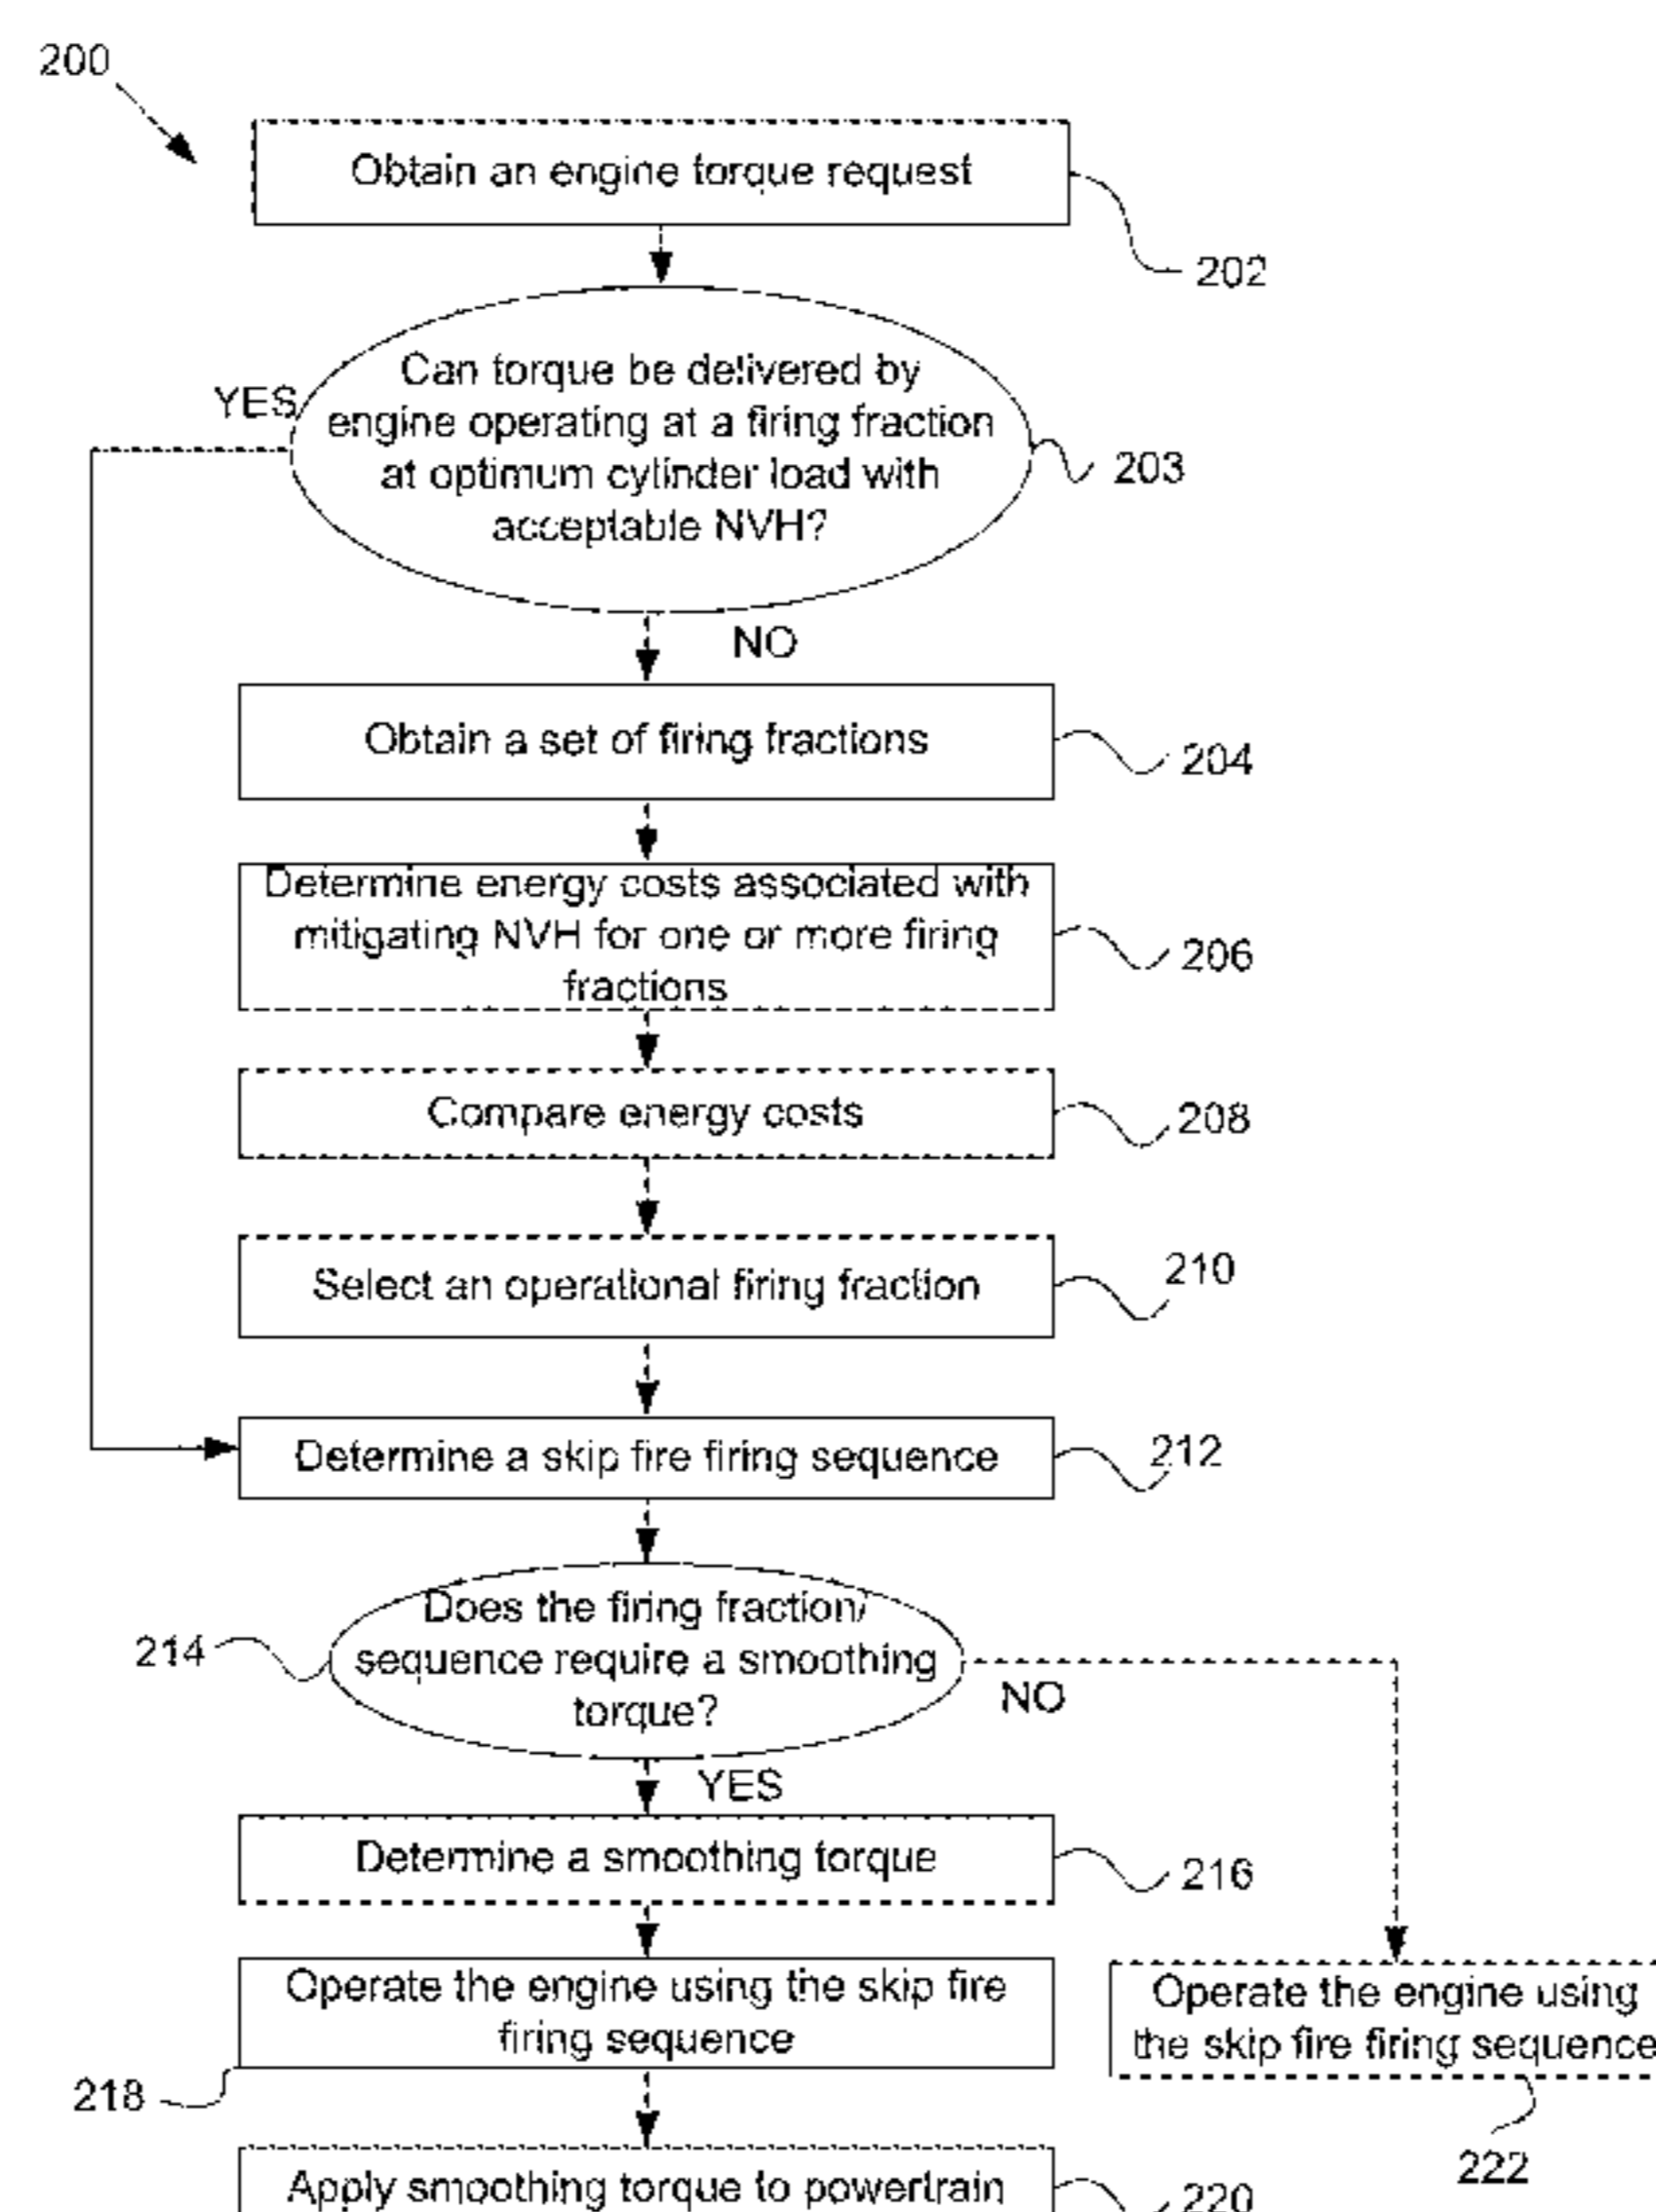 200
Obtain an engine torque request
202
Can torque be delivered by
engine operating at a firing fraction
at optimum cylinder load with
acceptable NVH?
YES
203
NO
Obtain a set of firing fractions
204
Determine energy costs associated with
mitigating NVH for one or more firing
fractions
206
Compare energy costs
208
Select an operational firing fraction
210
Determine a skip fire firing sequence
212
Does the firing fraction/
sequence require a smoothing
torque?
214
NO
YES
Determine a smoothing torque
216
Operate the engine using the skip fire
firing sequence
218
Operate the engine using
the skip fire firing sequence
222
Apply smoothing torque to powertrain
220